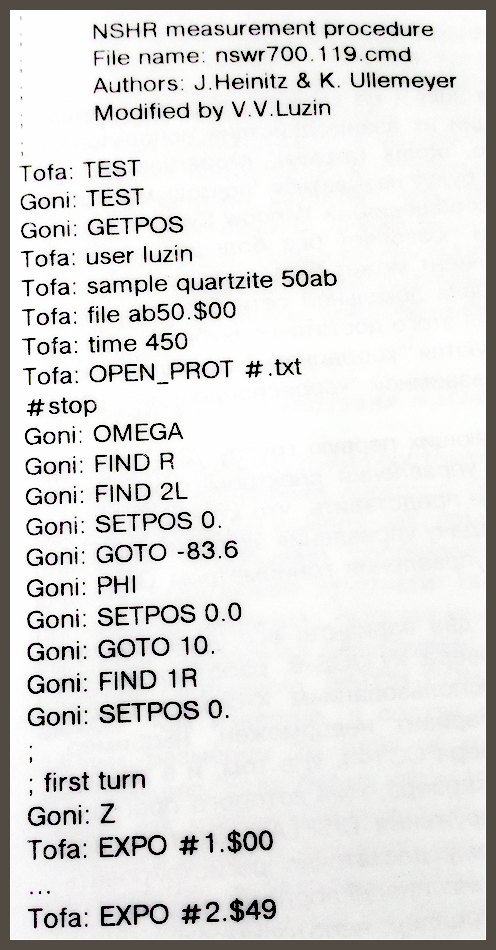 NSHR measurement procedure
File name: nswr700.119.cmd
Authors: J.Heinitz & K. Ullemeyer
Modified by V.V.Luzin
Tofa: TEST
Goni: TEST
Goni: GETPOS
Tofa: user luzin
Tofa: sample quartzite 50ab
Tofa: file ab50.$00
Tofa: time 450
Tofa: OPEN_PROT #.txt
#stop
Goni: OMEGA
Goni: FIND R
Goni: FIND 2L
Goni: SETPOS 0.
Goni: GOTO -83.6
Goni: PHI
Goni: SETPOS 0.0
Goni: GOTO 10.
Goni: FIND 1R
Goni: SETPOS 0.
;
; first turn
Goni: Z
Tofa: EXPO #1.$00
...
Tofa: EXPO #2.$49